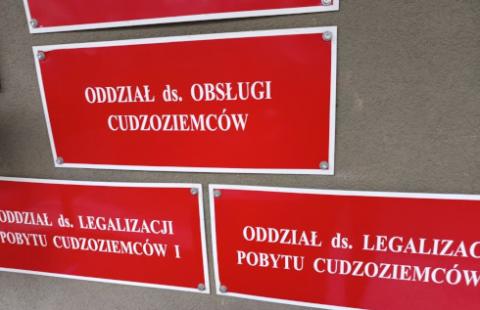 ODDZIAŁ ds. OBSŁUGI
CUDZOZIEMCÓW
ODDZIAŁ ds. LEGALIZACJI
POBYTU CUDZOZIEMCÓW I
ODDZIAŁ ds. LEGALIZAC
POBYTU CUDZOZIEMCÓW